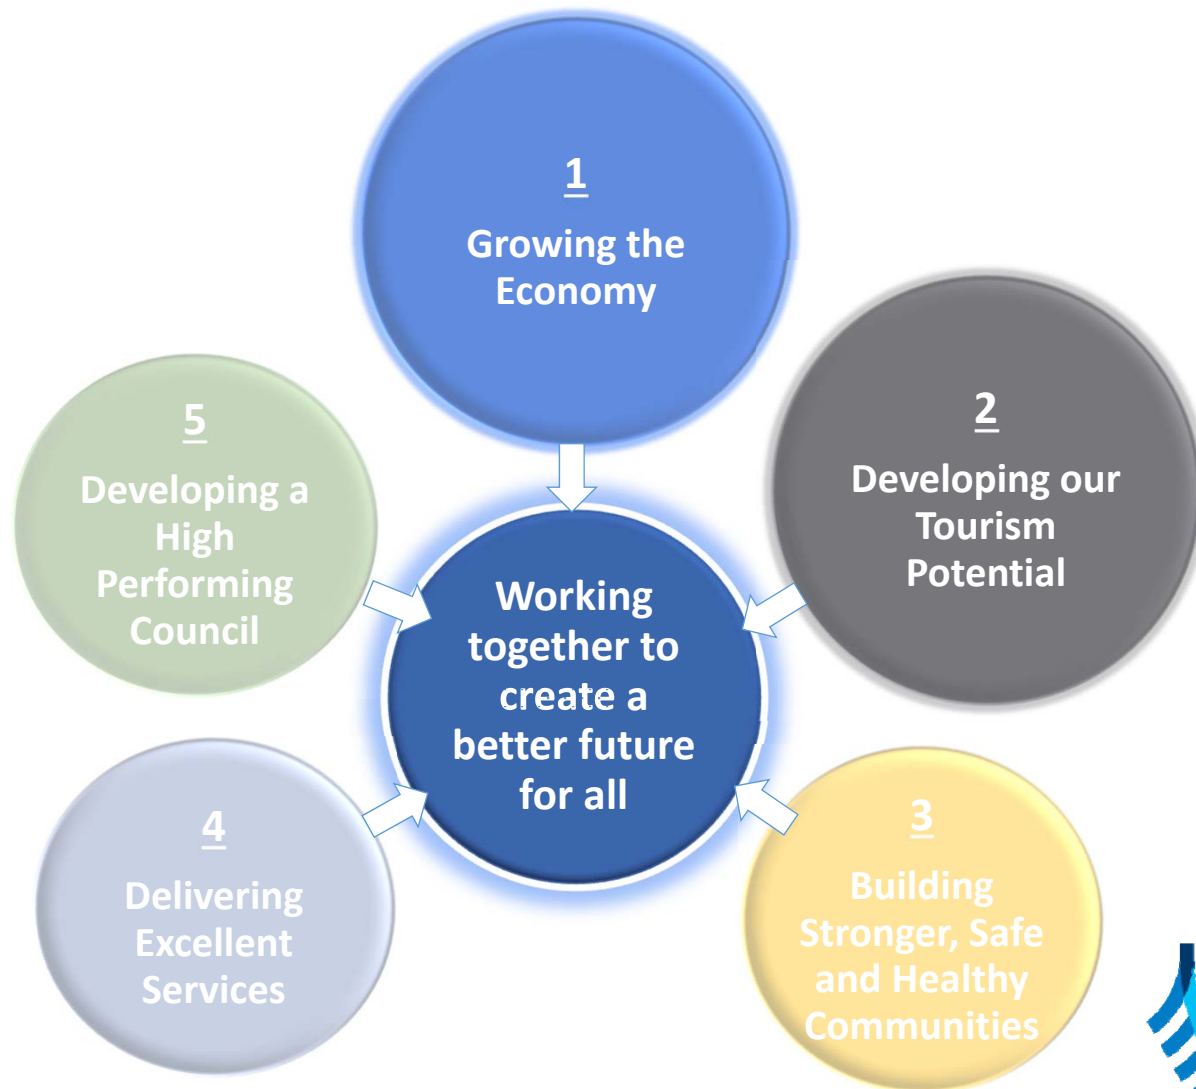 1
Growing the
Economy
2
Developing our
Tourism
Potential
3
Building
Stronger, Safe
and Healthy
Communities
4
Delivering
Excellent
Services
5
Developing a
High
Performing
Council
Working
together to
create a
better future
for all